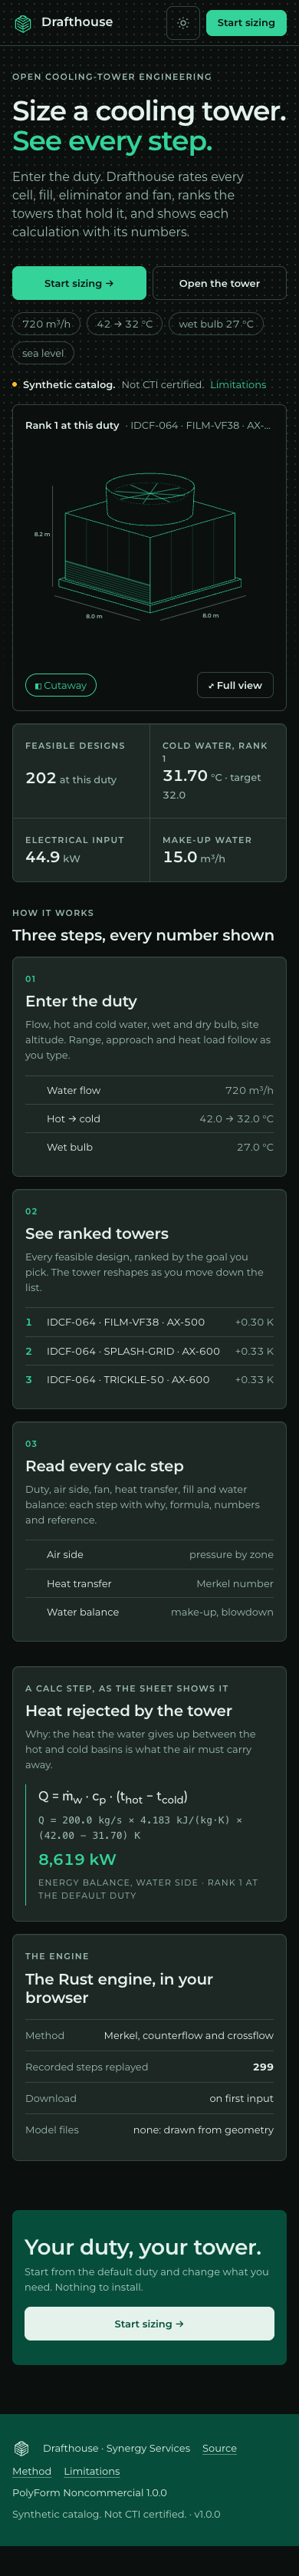 Drafthouse
Start sizing
OPEN COOLING-TOWER ENGINEERING
Size a cooling tower.
See every step.
Enter the duty. Drafthouse rates every
cell, fill, eliminator and fan, ranks the
towers that hold it, and shows each
calculation with its numbers.
Start sizing →
Open the tower
720 m³/h
42 → 32 °C
wet bulb 27 °C
sea level
Synthetic catalog. Not CTI certified. Limitations
Rank 1 at this duty · IDCF-064 · FILM-VF38 · AX-...
8.2 m
8.0 m
8.0 m
Cutaway
Full view
FEASIBLE DESIGNS
202 at this duty
COLD WATER, RANK
1
31.70 °C · target
32.0
ELECTRICAL INPUT
44.9 kW
MAKE-UP WATER
15.0 m³/h
HOW IT WORKS
Three steps, every number shown
01
Enter the duty
Flow, hot and cold water, wet and dry bulb, site
altitude. Range, approach and heat load follow as
you type.
Water flow 720 m³/h
Hot → cold 42.0 → 32.0 °C
Wet bulb 27.0 °C
02
See ranked towers
Every feasible design, ranked by the goal you
pick. The tower reshapes as you move down the
list.
1 IDCF-064 · FILM-VF38 · AX-500 +0.30 K
2 IDCF-064 · SPLASH-GRID · AX-600 +0.33 K
3 IDCF-064 · TRICKLE-50 · AX-600 +0.33 K
03
Read every calc step
Duty, air side, fan, heat transfer, fill and water
balance: each step with why, formula, numbers
and reference.
Air side pressure by zone
Heat transfer Merkel number
Water balance make-up, blowdown
A CALC STEP, AS THE SHEET SHOWS IT
Heat rejected by the tower
Why: the heat the water gives up between the
hot and cold basins is what the air must carry
away.
Q = ṁw · cp · (thot − tcold)
Q = 200.0 kg/s × 4.183 kJ/(kg·K) ×
(42.00 − 31.70) K
8,619 kW
ENERGY BALANCE, WATER SIDE · RANK 1 AT
THE DEFAULT DUTY
THE ENGINE
The Rust engine, in your
browser
Method Merkel, counterflow and crossflow
Recorded steps replayed 299
Download on first input
Model files none: drawn from geometry
Your duty, your tower.
Start from the default duty and change what you
need. Nothing to install.
Start sizing →
Drafthouse · Synergy Services Source
Method Limitations
PolyForm Noncommercial 1.0.0
Synthetic catalog. Not CTI certified. · v1.0.0